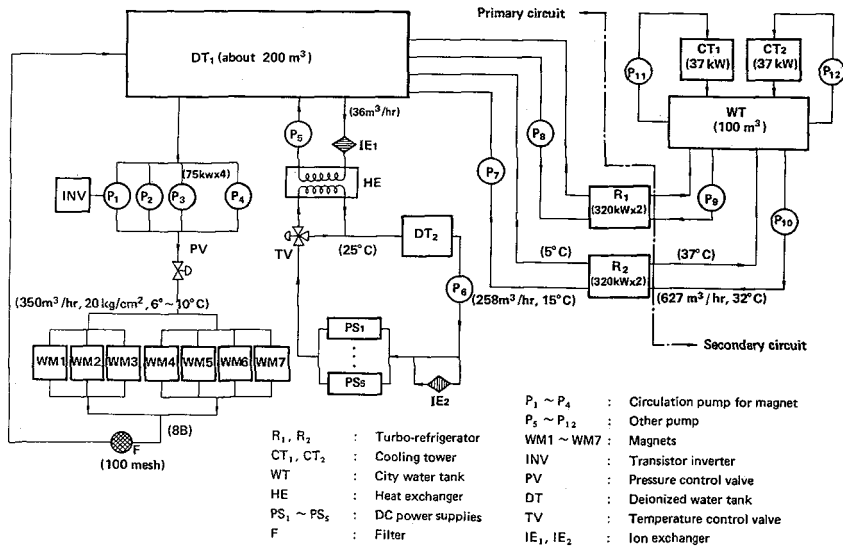 Primary circuit
DT₁ (about 200 m³)
CT₁
(37 kW)
CT₂
(37 kW)
P₁₁
P₁₂
WT
(100 m³)
(36m³/hr)
P₅
IE₁
P₈
P₇
HE
(75kwx4)
INV
P₁
P₂
P₃
P₄
R₁
(320kWx2)
P₉
P₁₀
PV
TV
(25°C)
DT₂
(5°C)
(37°C)
R₂
(320kWx2)
P₆
(350m³/hr, 20 kg/cm², 6°~10°C)
(258m³/hr, 15°C)
(627 m³/hr, 32°C)
PS₁
PS₅
IE₂
Secondary circuit
WM1
WM2
WM3
WM4
WM5
WM6
WM7
(8B)
F
(100 mesh)
R₁, R₂ : Turbo-refrigerator
CT₁, CT₂ : Cooling tower
WT : City water tank
HE : Heat exchanger
PS₁ ~ PS₅ : DC power supplies
F : Filter
P₁ ~ P₄ : Circulation pump for magnet
P₅ ~ P₁₂ : Other pump
WM1 ~ WM7 : Magnets
INV : Transistor inverter
PV : Pressure control valve
DT : Deionized water tank
TV : Temperature control valve
IE₁, IE₂ : Ion exchanger